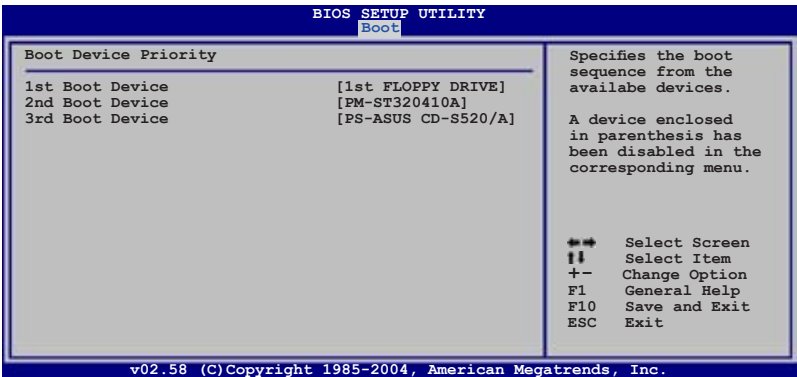 BIOS SETUP UTILITY
Boot
Boot Device Priority
1st Boot Device [1st FLOPPY DRIVE]
2nd Boot Device [PM-ST320410A]
3rd Boot Device [PS-ASUS CD-S520/A]
Specifies the boot
sequence from the
availabe devices.
A device enclosed
in parenthesis has
been disabled in the
corresponding menu.
←→ Select Screen
↑↓ Select Item
+- Change Option
F1 General Help
F10 Save and Exit
ESC Exit
v02.58 (C)Copyright 1985-2004, American Megatrends, Inc.